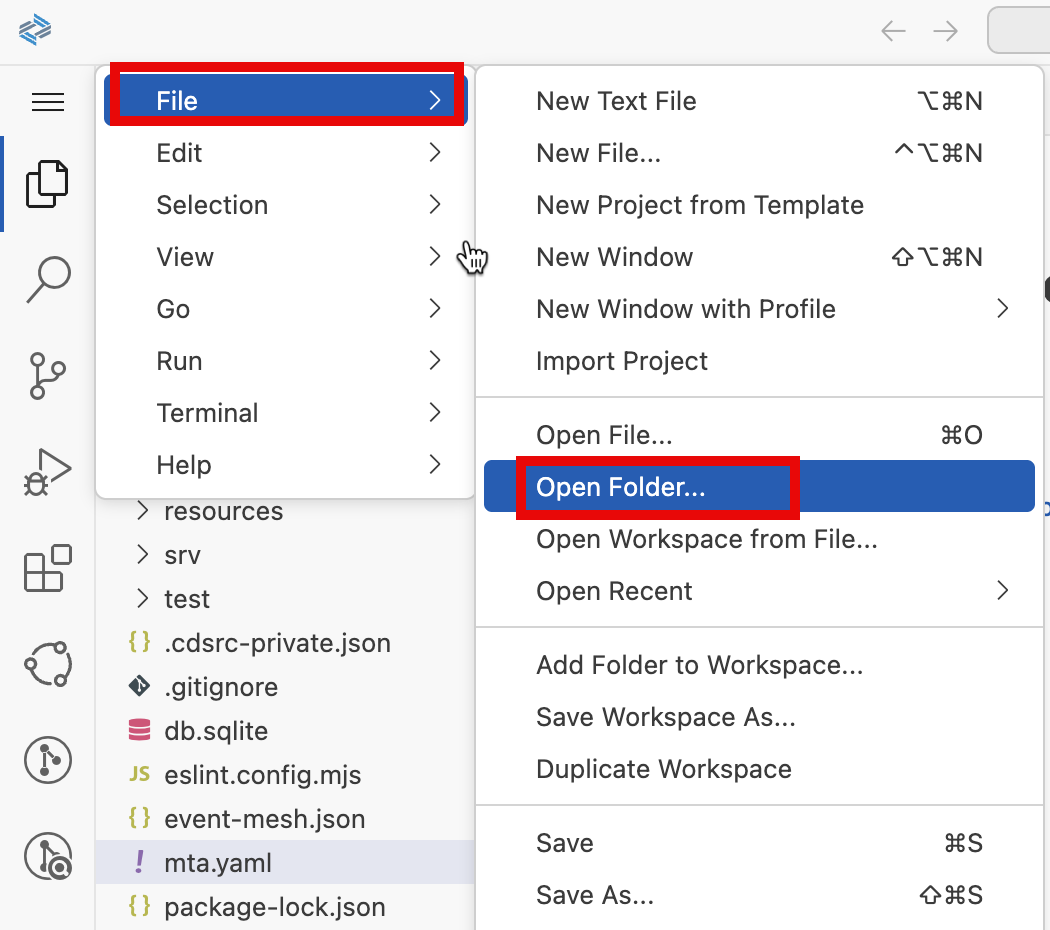 File
Edit
Selection
View
Go
Run
Terminal
Help
New Text File ⌥⌘N
New File... ^⌥⌘N
New Project from Template
New Window ⇧⌥⌘N
New Window with Profile
Import Project
Open File... ⌘O
Open Folder...
Open Workspace from File...
Open Recent
Add Folder to Workspace...
Save Workspace As...
Duplicate Workspace
Save ⌘S
Save As... ⇧⌘S
resources
srv
test
{} .cdsrc-private.json
.gitignore
db.sqlite
JS eslint.config.mjs
{} event-mesh.json
! mta.yaml
{} package-lock.json